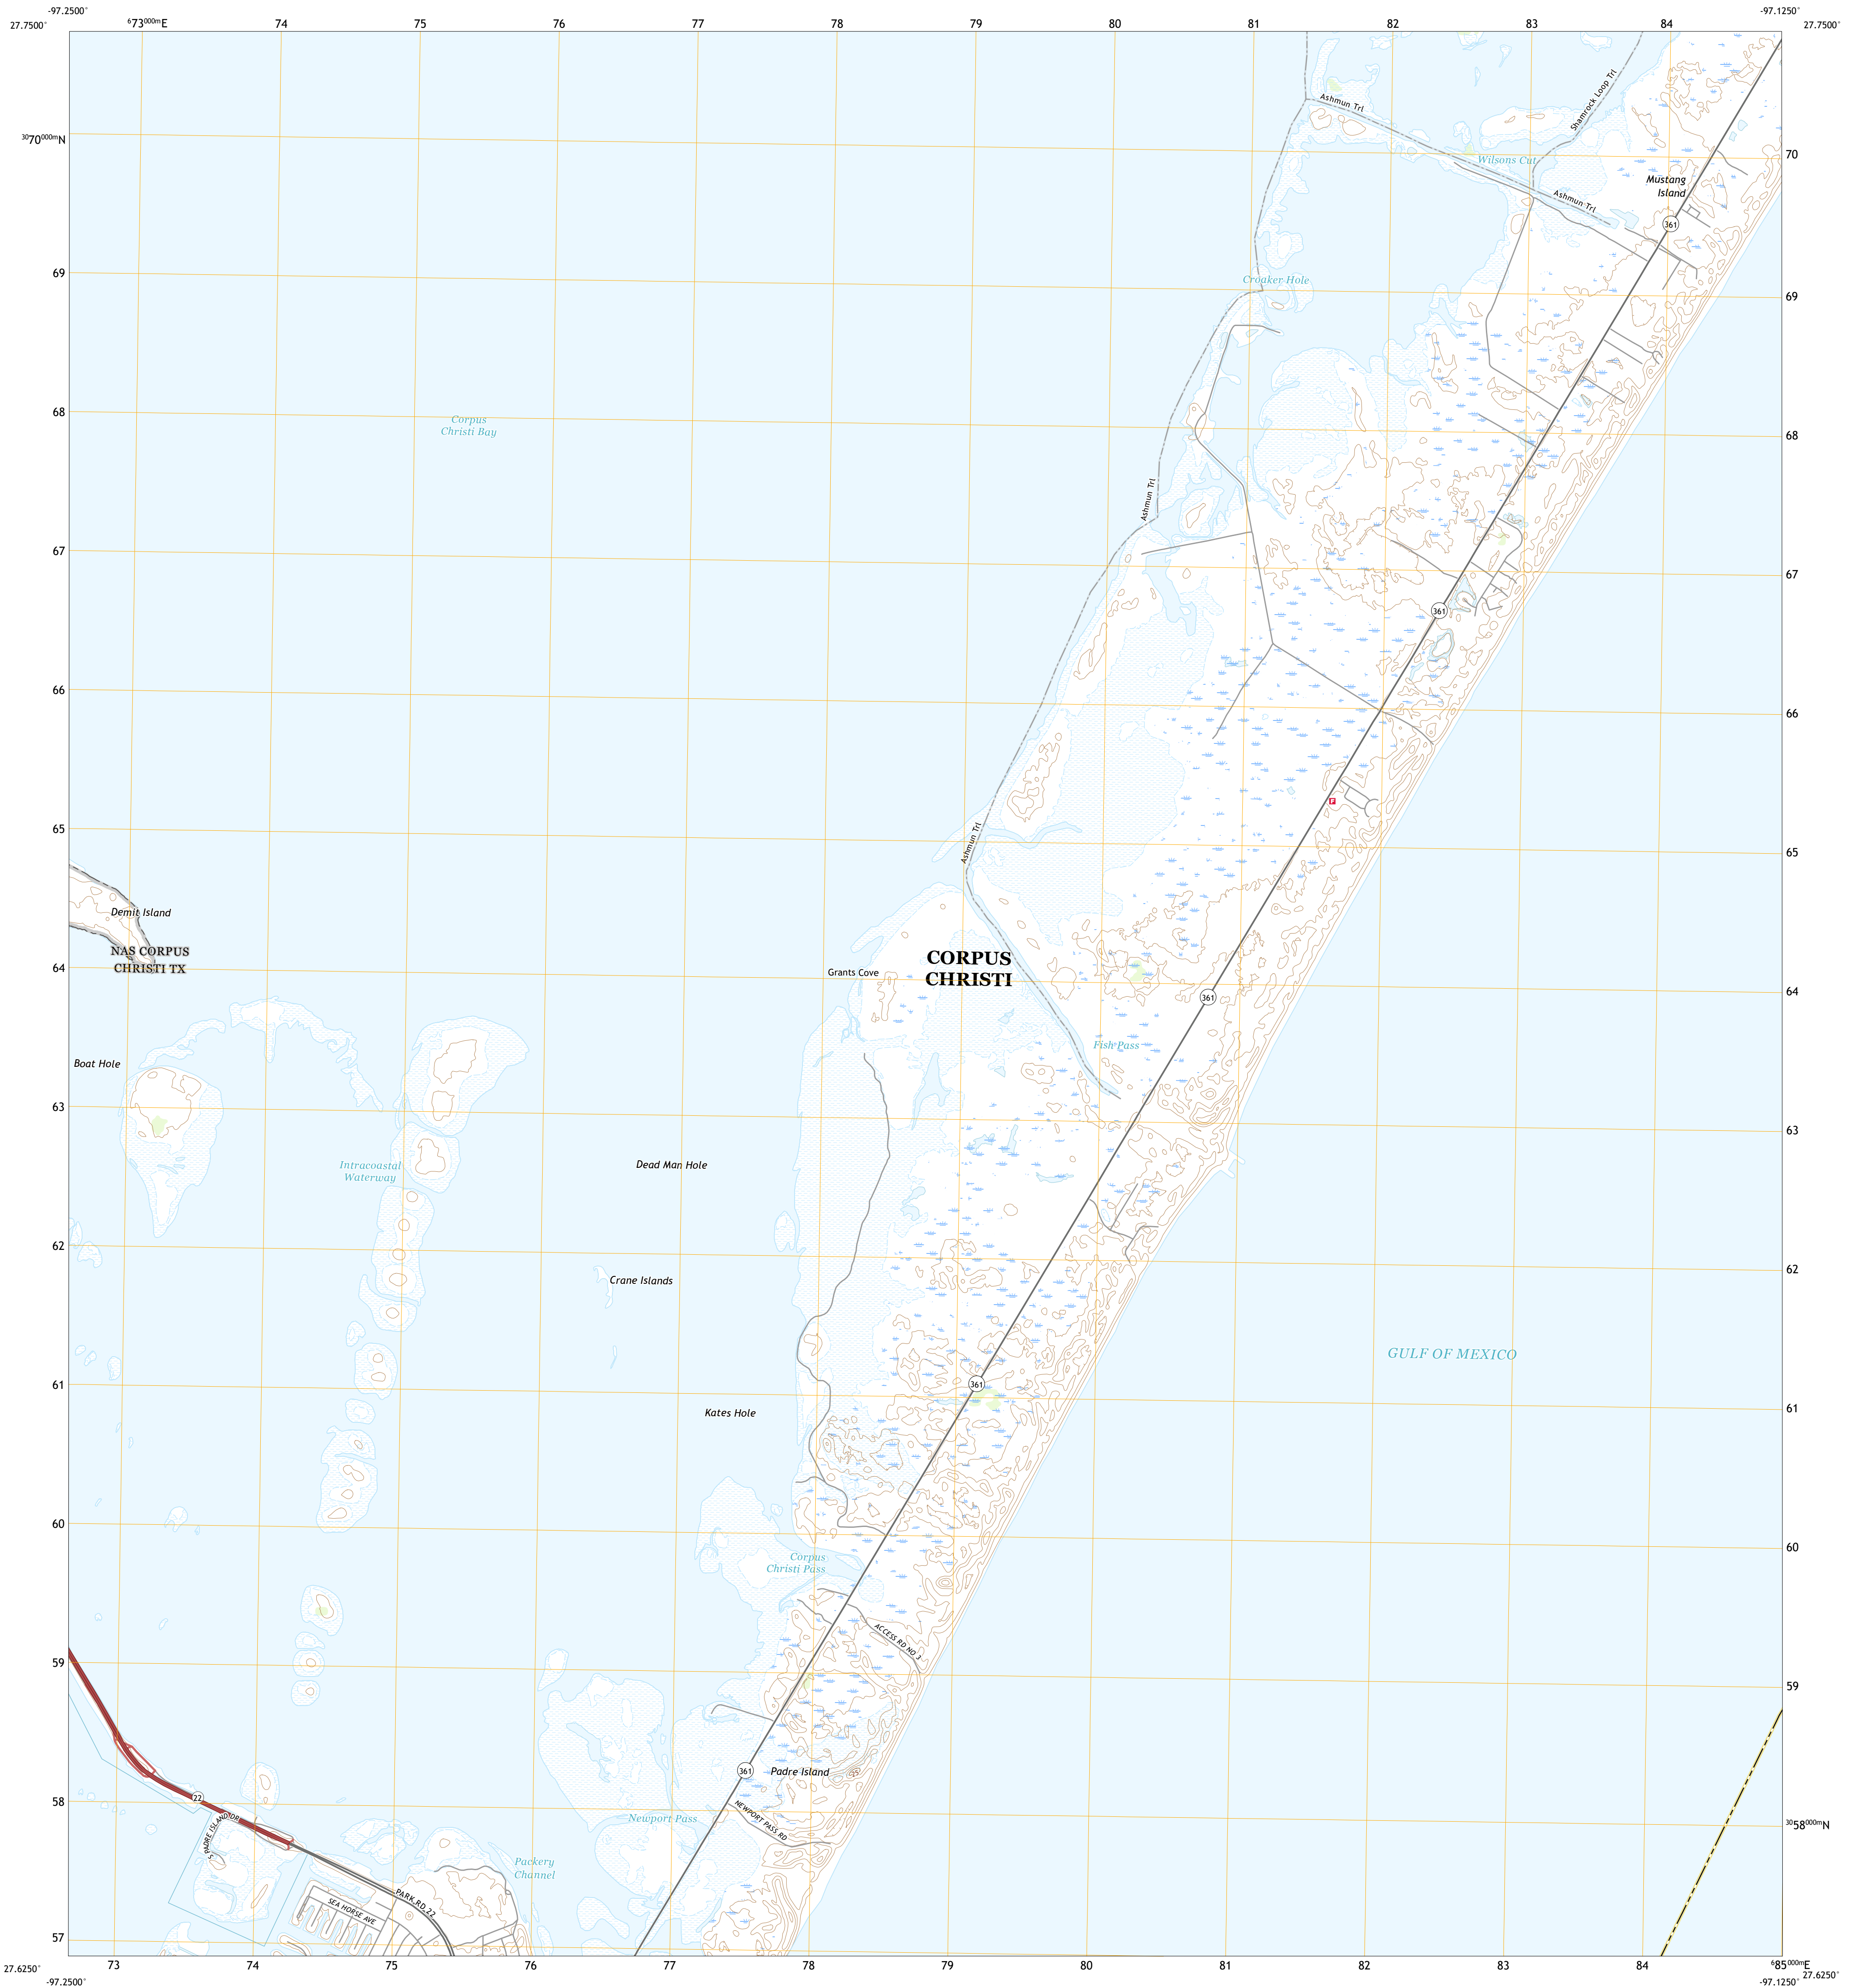 -97.2500°
27.7500°
⁶73⁰⁰⁰ᵐE
74
75
76
77
78
79
80
81
82
83
84
-97.1250°
27.7500°
Ashmun Trl
Shamrock Loop Trl
³⁰70⁰⁰⁰ᵐN
70
Wilsons Cut
Mustang
Island
Ashmun Trl
361
69
Croaker Hole
69
68
Corpus
Christi Bay
68
Ashmun Trl
67
67
361
66
66
P
65
Ashmun Trl
65
Demit Island
NAS CORPUS
CHRISTI TX
CORPUS
CHRISTI
64
Grants Cove
64
361
Fish Pass
Boat Hole
63
63
Intracoastal
Waterway
Dead Man Hole
62
62
Crane Islands
GULF OF MEXICO
61
361
61
Kates Hole
60
60
Corpus
Christi Pass
ACCESS RD NO 3
59
59
361
Padre Island
25
58
22
S PADRE ISLAND DR
NEWPORT PASS RD
Newport Pass
³⁰58⁰⁰⁰ᵐN
Packery
Channel
PARK RD 22
SEA HORSE AVE
57
27.6250°
-97.2500°
73
74
75
76
77
78
79
80
81
82
83
84
⁶85⁰⁰⁰ᵐE
27.6250°
-97.1250°